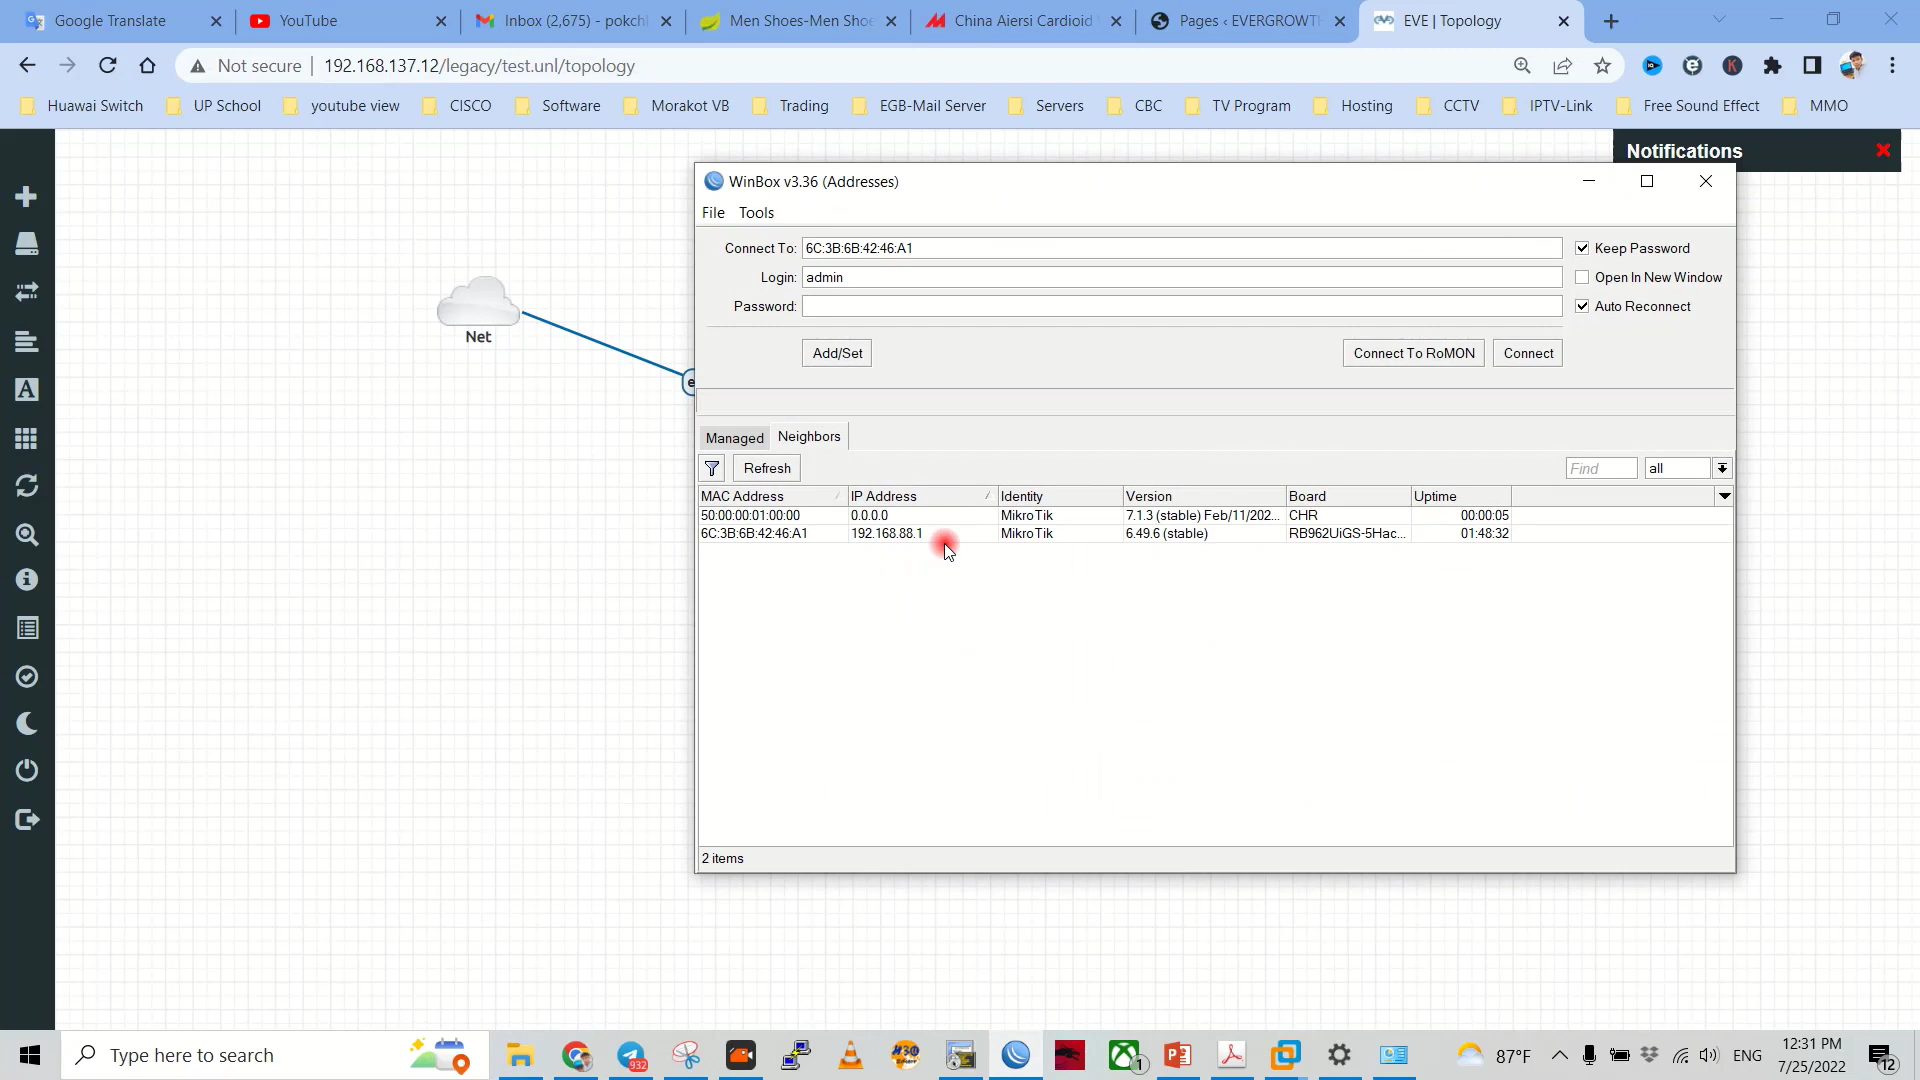 Google Translate
YouTube
Inbox (2,675) - pokch
Men Shoes-Men Shoe
China Aiersi Cardioid
Pages ‹ EVERGROWTH
EVE | Topology
Not secure
192.168.137.12/legacy/test.unl/topology
Huawai Switch
UP School
youtube view
CISCO
Software
Morakot VB
Trading
EGB-Mail Server
Servers
CBC
TV Program
Hosting
CCTV
IPTV-Link
Free Sound Effect
MMO
Notifications
WinBox v3.36 (Addresses)
File Tools
Connect To: 6C:3B:6B:42:46:A1
Keep Password
Login: admin
Open In New Window
Password:
Auto Reconnect
Net
Add/Set
Connect To RoMON
Connect
e
Managed
Neighbors
Refresh
Find
all
MAC Address IP Address Identity Version Board Uptime
50:00:00:01:00:00 0.0.0.0 MikroTik 7.1.3 (stable) Feb/11/202... CHR 00:00:05
6C:3B:6B:42:46:A1 192.168.88.1 MikroTik 6.49.6 (stable) RB962UiGS-5Hac... 01:48:32
2 items
Type here to search
932
1
87°F
ENG
12:31 PM
7/25/2022
12